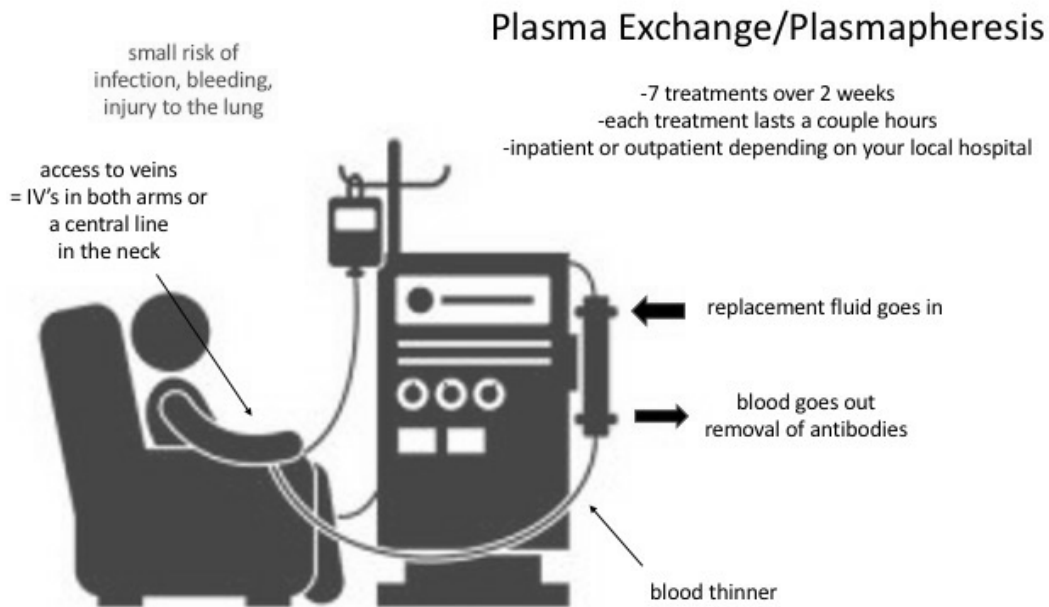 Plasma Exchange/Plasmapheresis
small risk of
infection, bleeding,
injury to the lung
-7 treatments over 2 weeks
-each treatment lasts a couple hours
-inpatient or outpatient depending on your local hospital
access to veins
= IV's in both arms or
a central line
in the neck
replacement fluid goes in
blood goes out
removal of antibodies
blood thinner